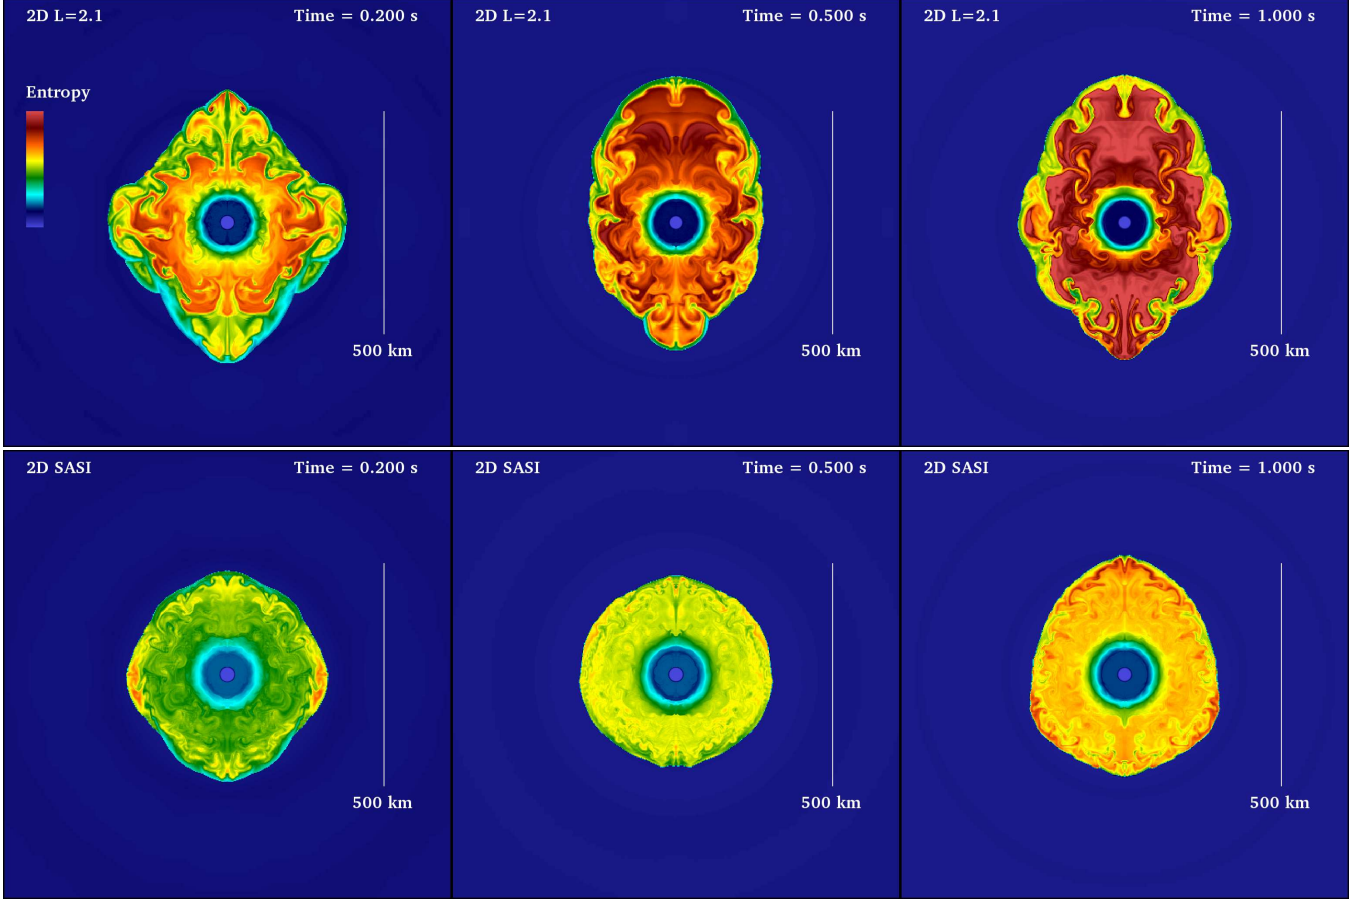 2D L=2.1 Time = 0.200 s
2D L=2.1 Time = 0.500 s
2D L=2.1 Time = 1.000 s
Entropy
500 km
500 km
500 km
2D SASI Time = 0.200 s
2D SASI Time = 0.500 s
2D SASI Time = 1.000 s
500 km
500 km
500 km